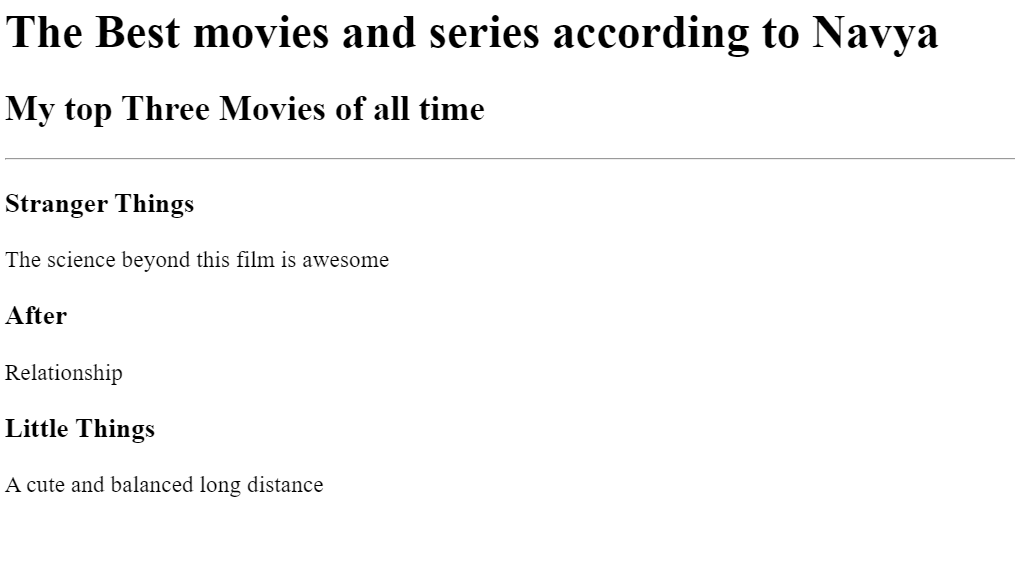 The Best movies and series according to Navya
My top Three Movies of all time
Stranger Things
The science beyond this film is awesome
After
Relationship
Little Things
A cute and balanced long distance